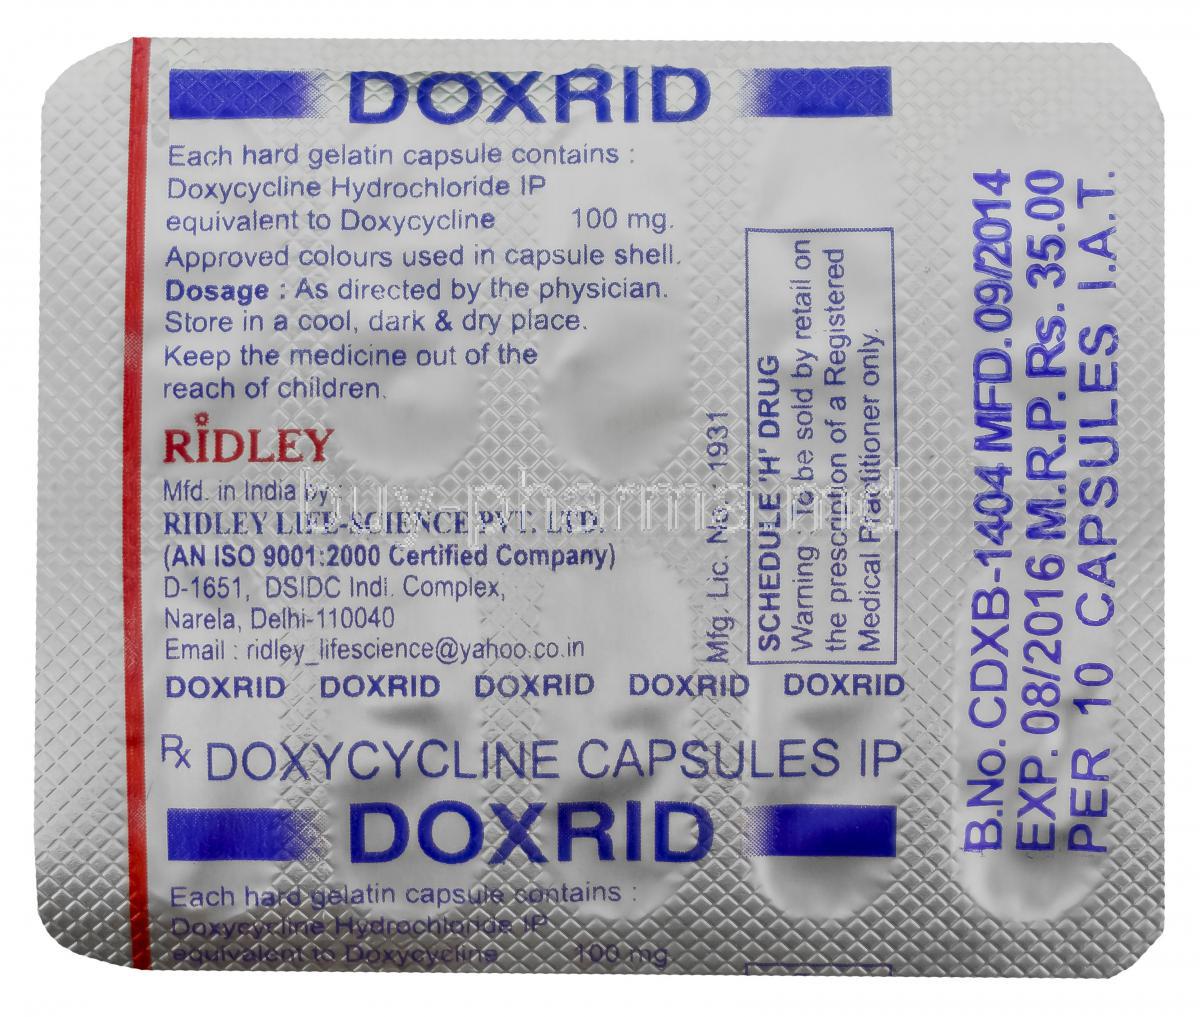 DOXRID
Each hard gelatin capsule contains :
Doxycycline Hydrochloride IP
equivalent to Doxycycline 100 mg.
Approved colours used in capsule shell.
Dosage : As directed by the physician.
Store in a cool, dark & dry place.
Keep the medicine out of the
reach of children.
RIDLEY
Mfd. in India by :
RIDLEY LIFE-SCIENCE PVT. LTD.
(AN ISO 9001:2000 Certified Company)
D-1651, DSIDC Indl. Complex,
Narela, Delhi-110040
Email : ridley_lifescience@yahoo.co.in
Mfg. Lic. No. : 1931
SCHEDULE 'H' DRUG
Warning : To be sold by retail on
the prescription of a Registered
Medical Practitioner only.
B.No. CDXB-1404 MFD. 09/2014
EXP. 08/2016 M.R.P. Rs. 35.00
PER 10 CAPSULES I.A.T.
buy-pharma.md
DOXRID DOXRID DOXRID DOXRID DOXRID
Rx DOXYCYCLINE CAPSULES IP
DOXRID
Each hard gelatin capsule contains :
Doxycycline Hydrochloride IP
equivalent to Doxycycline 100 mg.